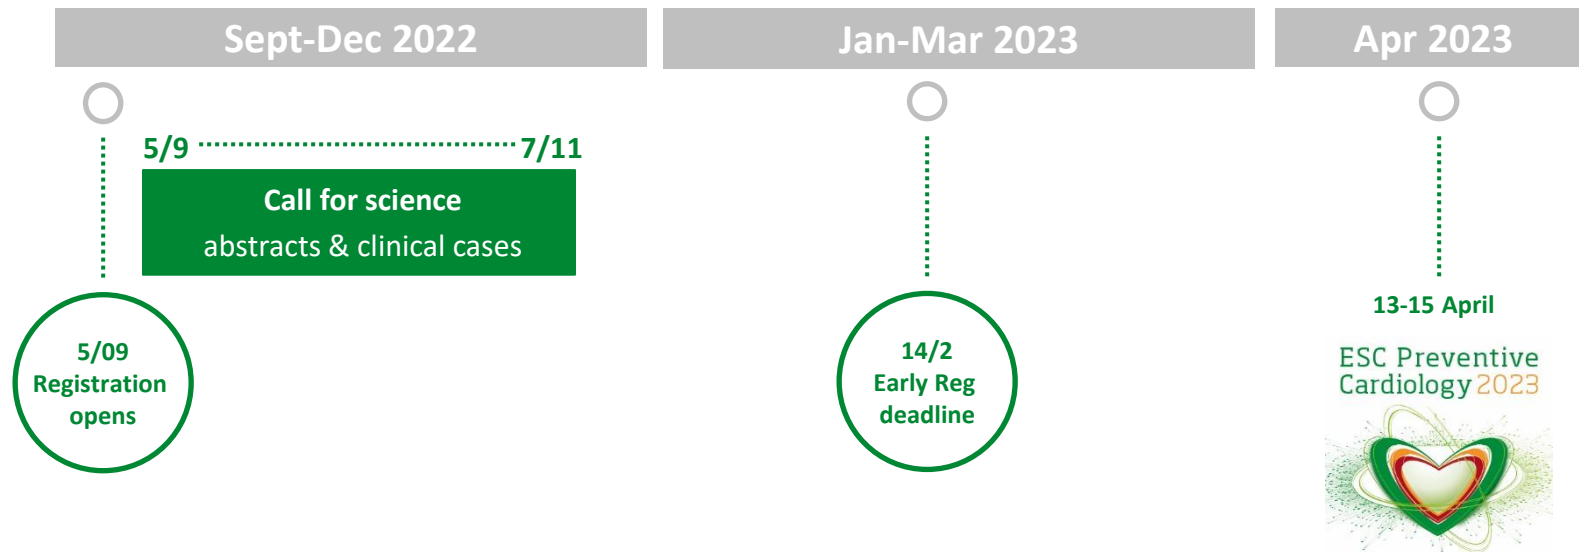 Sept-Dec 2022
Jan-Mar 2023
Apr 2023
5/9
7/11
Call for science
abstracts & clinical cases
5/09
Registration
opens
14/2
Early Reg
deadline
13-15 April
ESC Preventive
Cardiology 2023